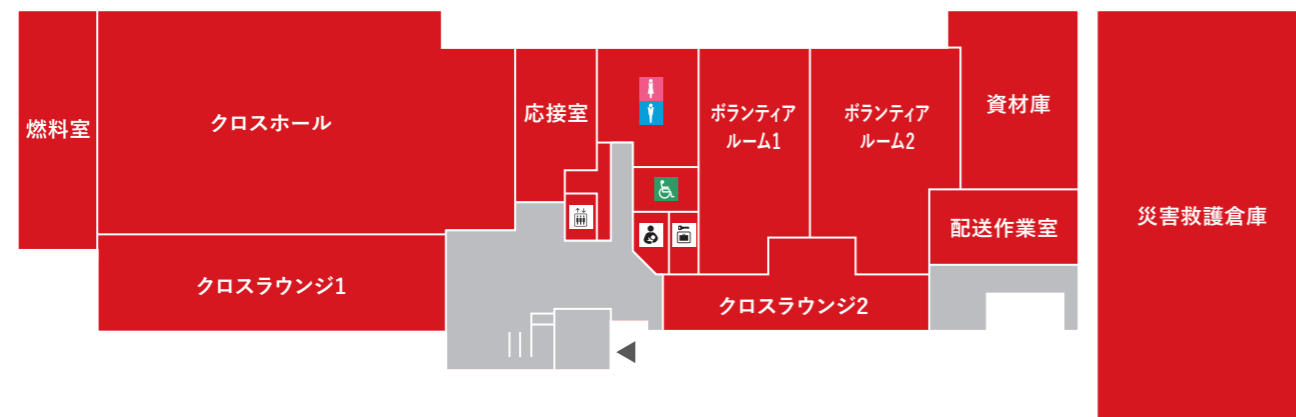 燃料室
クロスホール
応接室
ボランティア
ルーム1
ボランティア
ルーム2
資材庫
配送作業室
災害救護倉庫
クロスラウンジ1
クロスラウンジ2